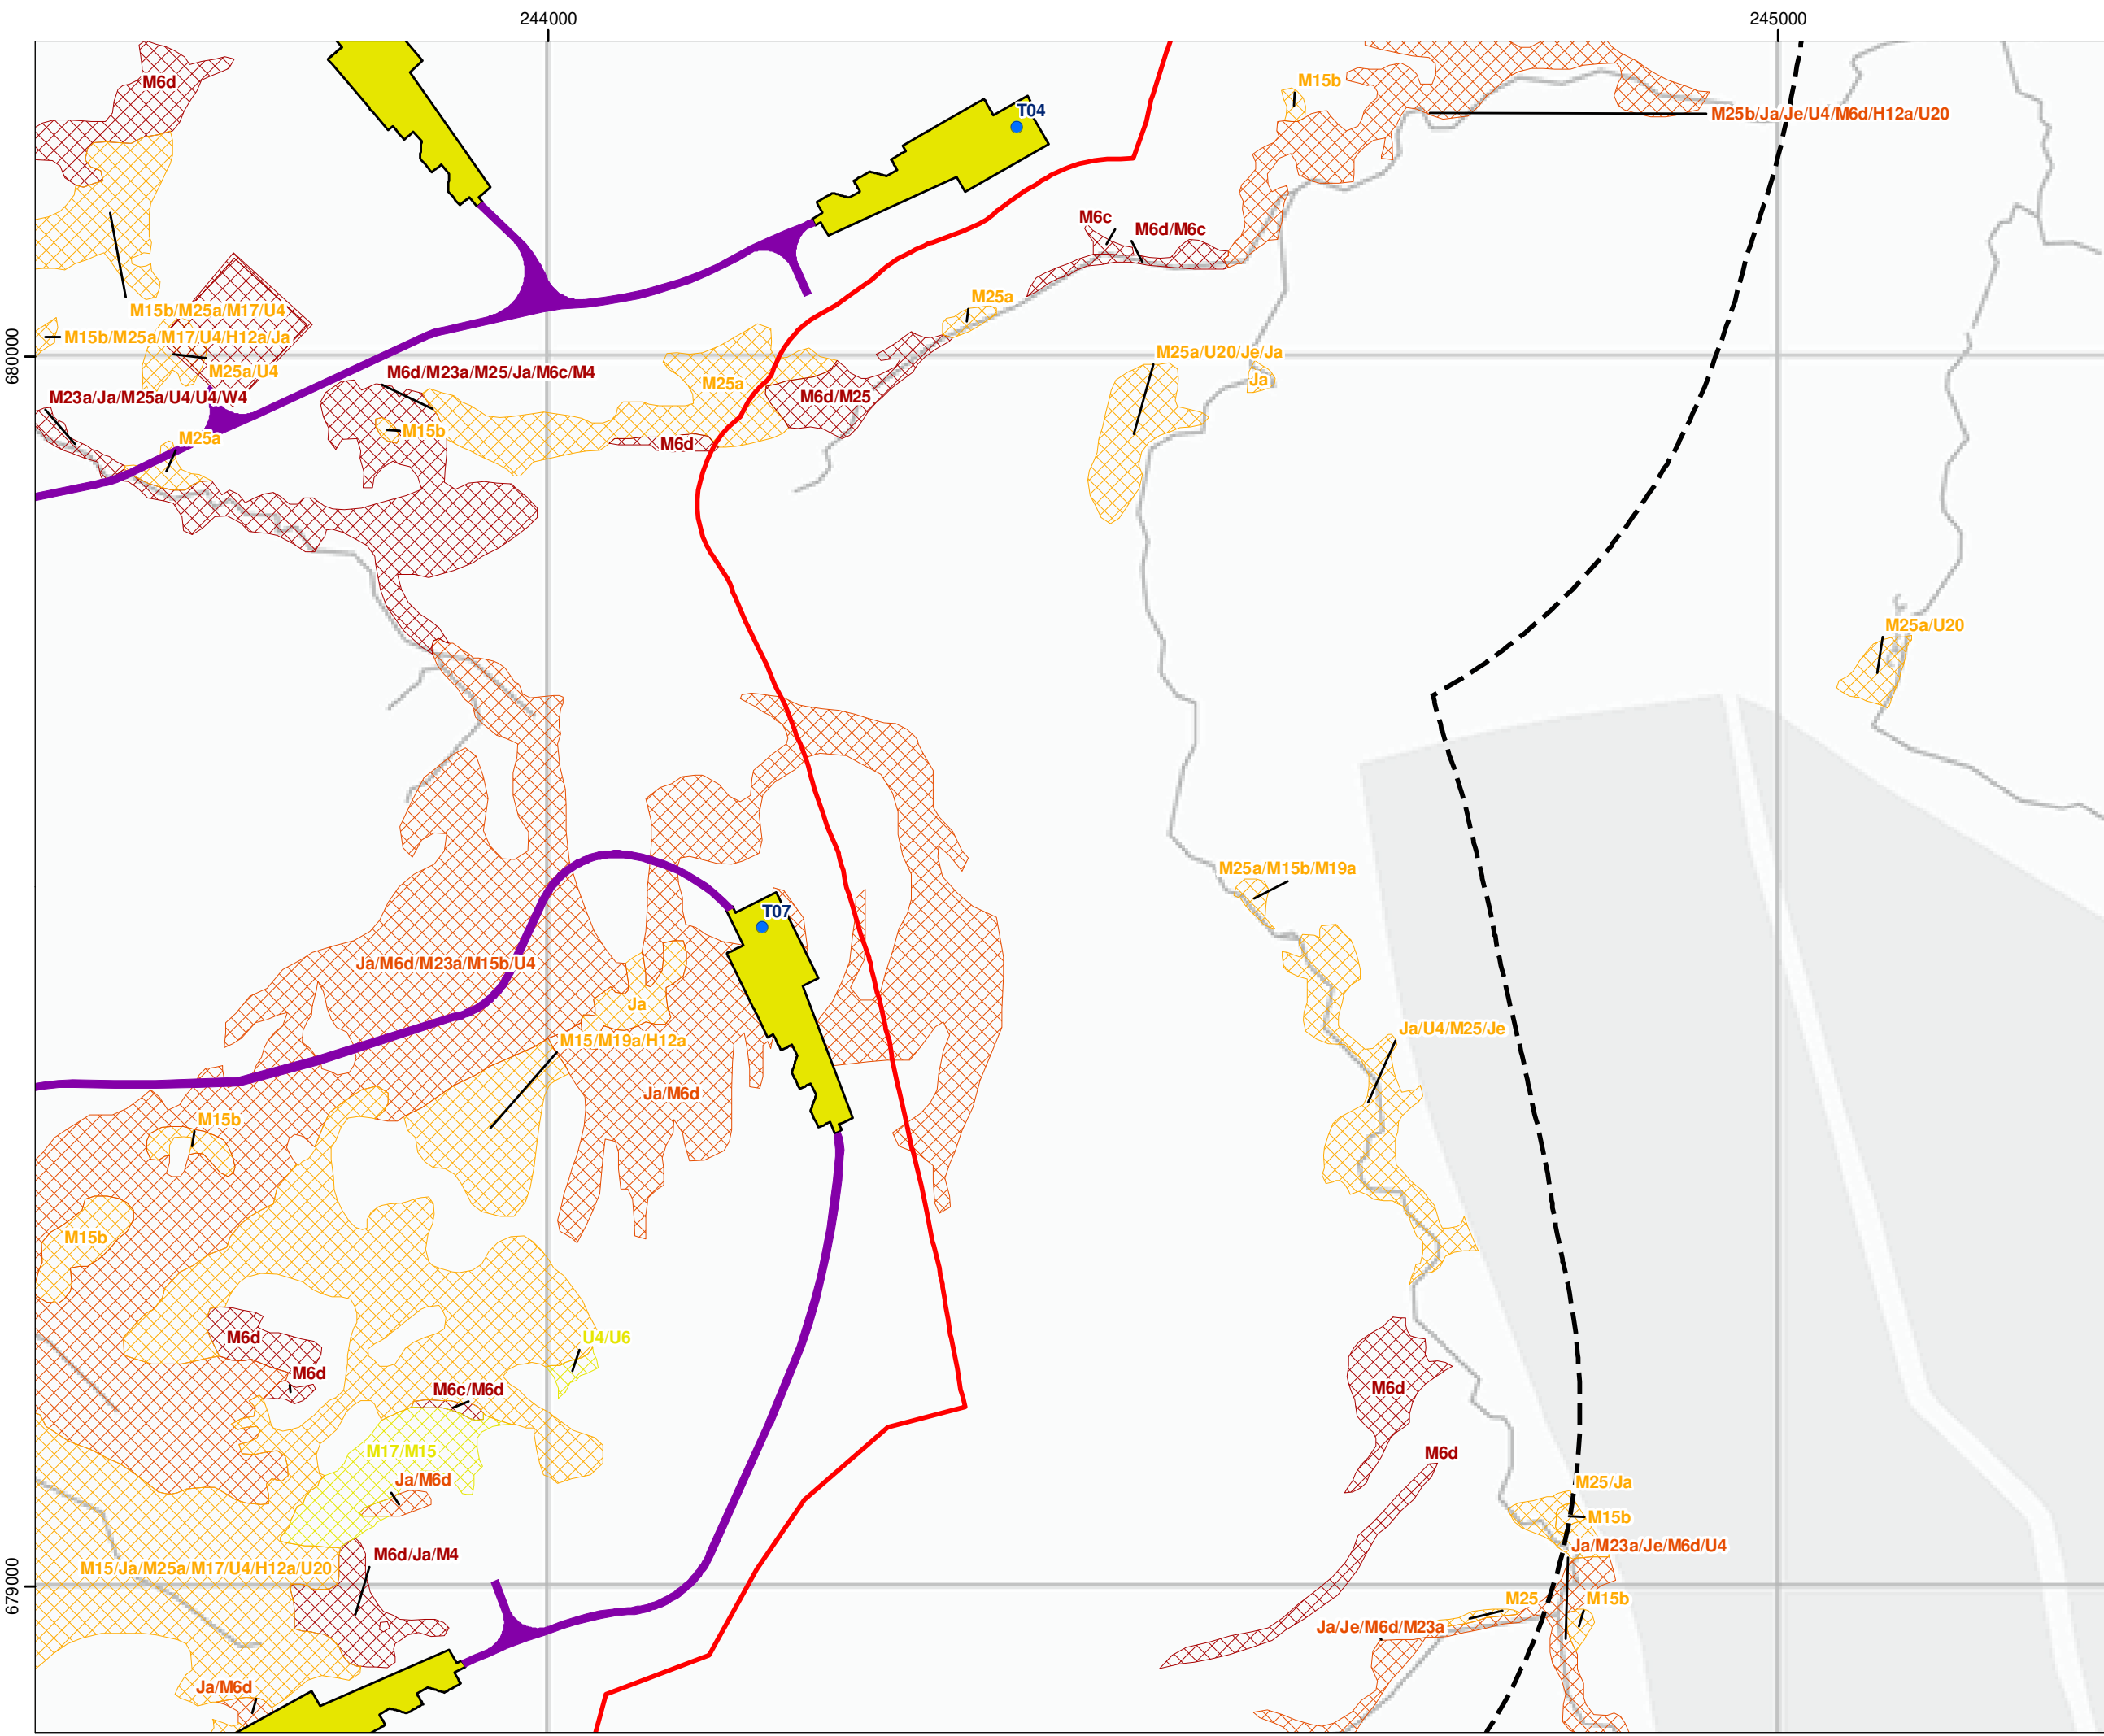 244000
245000
M6d
M15b
T04
M25b/Ja/Je/U4/M6d/H12a/U20
M6c
M6d/M6c
M25a
M15b/M25a/M17/U4
M15b/M25a/M17/U4/H12a/Ja
680000
M25a/U20/Je/Ja
M25a/U4
M6d/M23a/M25/Ja/M6c/M4
Ja
M25a
M23a/Ja/M25a/U4/U4/W4
M6d/M25
M15b
M25a
M6d
M25a/U20
M25a/M15b/M19a
T07
Ja/M6d/M23a/M15b/U4
Ja
Ja/U4/M25/Je
M15/M19a/H12a
Ja/M6d
M15b
M15b
M6d
U4/U6
M6d
M6c/M6d
M6d
M17/M15
M6d
Ja/M6d
M25/Ja
M15b
Ja/M23a/Je/M6d/U4
M6d/Ja/M4
M15/Ja/M25a/M17/U4/H12a/U20
679000
M25
M15b
Ja/Je/M6d/M23a
Ja/M6d